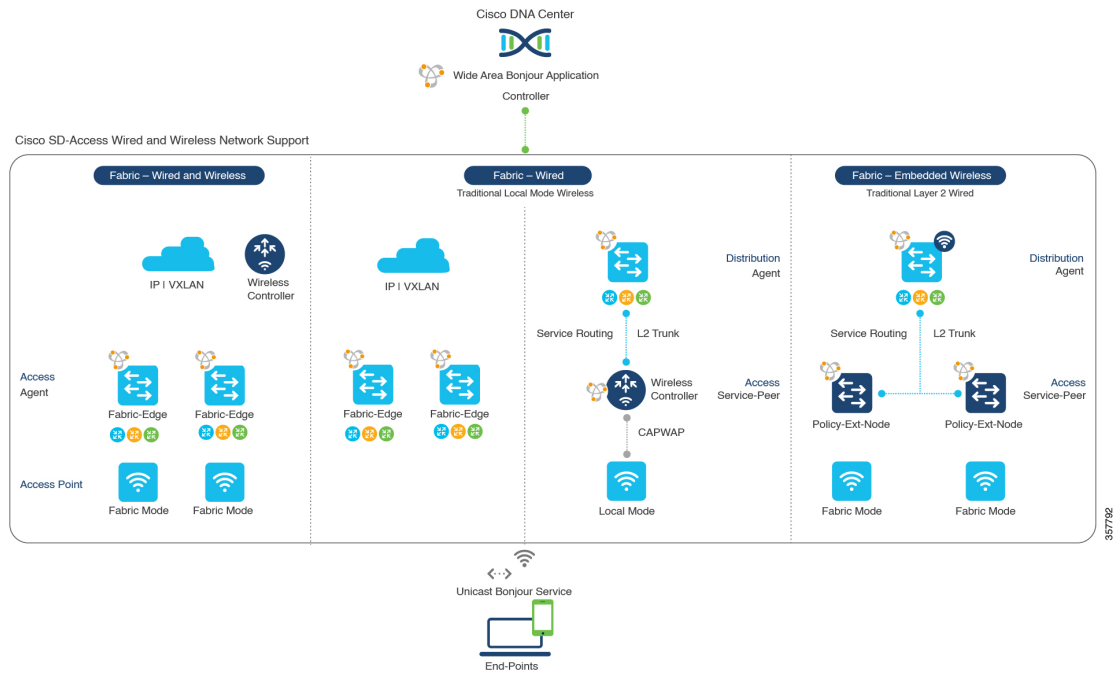 Cisco DNA Center
Wide Area Bonjour Application
Controller
Cisco SD-Access Wired and Wireless Network Support
Fabric – Wired and Wireless
IP | VXLAN
Wireless
Controller
Access
Agent
Fabric-Edge
Fabric-Edge
Access Point
Fabric Mode
Fabric Mode
Fabric – Wired
Traditional Local Mode Wireless
IP | VXLAN
Fabric-Edge
Fabric-Edge
Distribution
Agent
Service Routing
L2 Trunk
Wireless
Controller
Access
Service-Peer
CAPWAP
Local Mode
Fabric – Embedded Wireless
Traditional Layer 2 Wired
Distribution
Agent
Service Routing
L2 Trunk
Access
Service-Peer
Policy-Ext-Node
Policy-Ext-Node
Fabric Mode
Fabric Mode
357792
Unicast Bonjour Service
End-Points